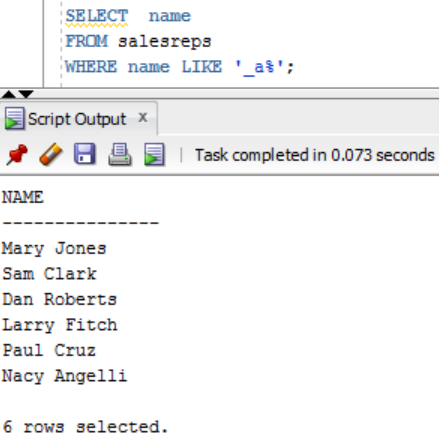 SELECT name
FROM salesreps
WHERE name LIKE '_a%';
Script Output x
Task completed in 0.073 seconds
NAME
---------------
Mary Jones
Sam Clark
Dan Roberts
Larry Fitch
Paul Cruz
Nacy Angelli
6 rows selected.